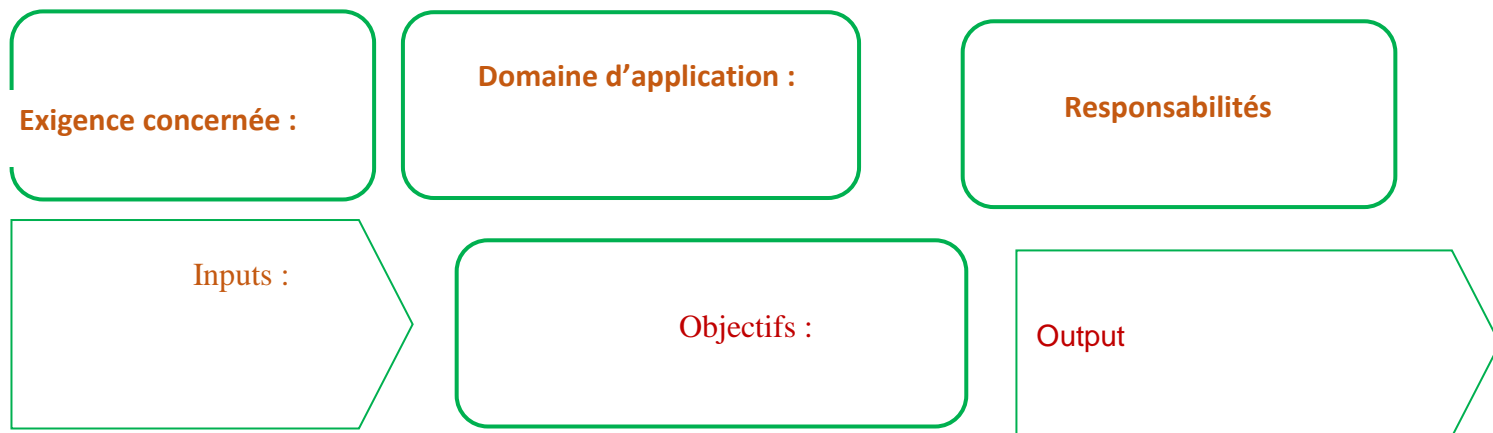 Exigence concernée :
Domaine d’application :
Responsabilités
Inputs :
Objectifs :
Output